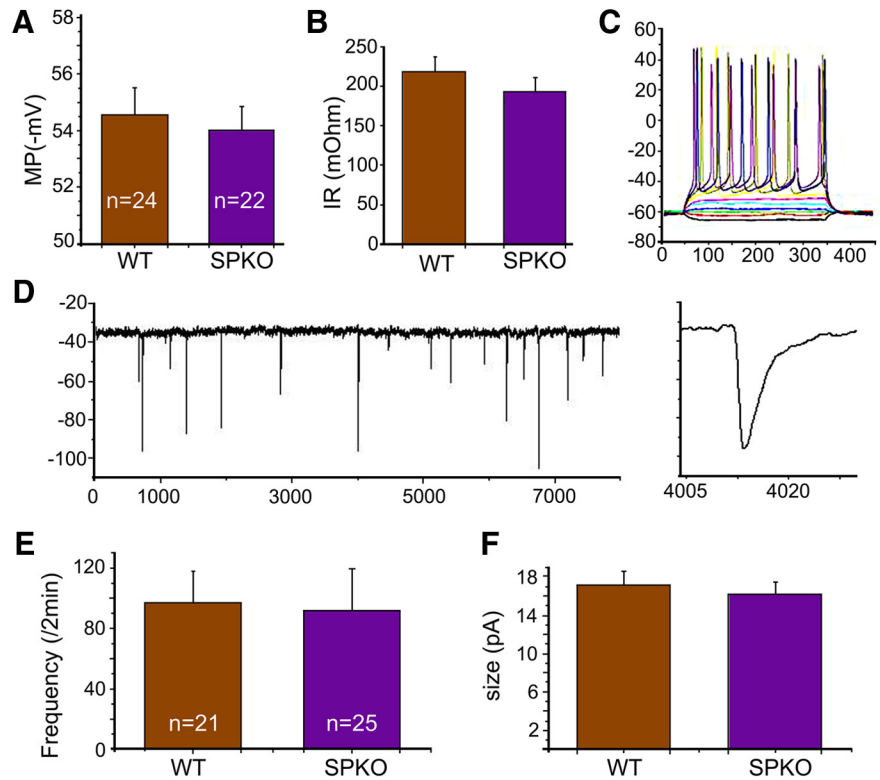 A
MP(-mV)
58
56
54
52
50
n=24
n=22
WT
SPKO
B
IR (mOhm)
250
200
150
100
50
0
WT
SPKO
C
60
40
20
0
-20
-40
-60
-80
0
100
200
300
400
D
-20
-40
-60
-80
-100
0
1000
3000
5000
7000
4005
4020
E
Frequency (/2min)
120
80
40
0
n=21
n=25
WT
SPKO
F
size (pA)
18
14
10
6
2
WT
SPKO